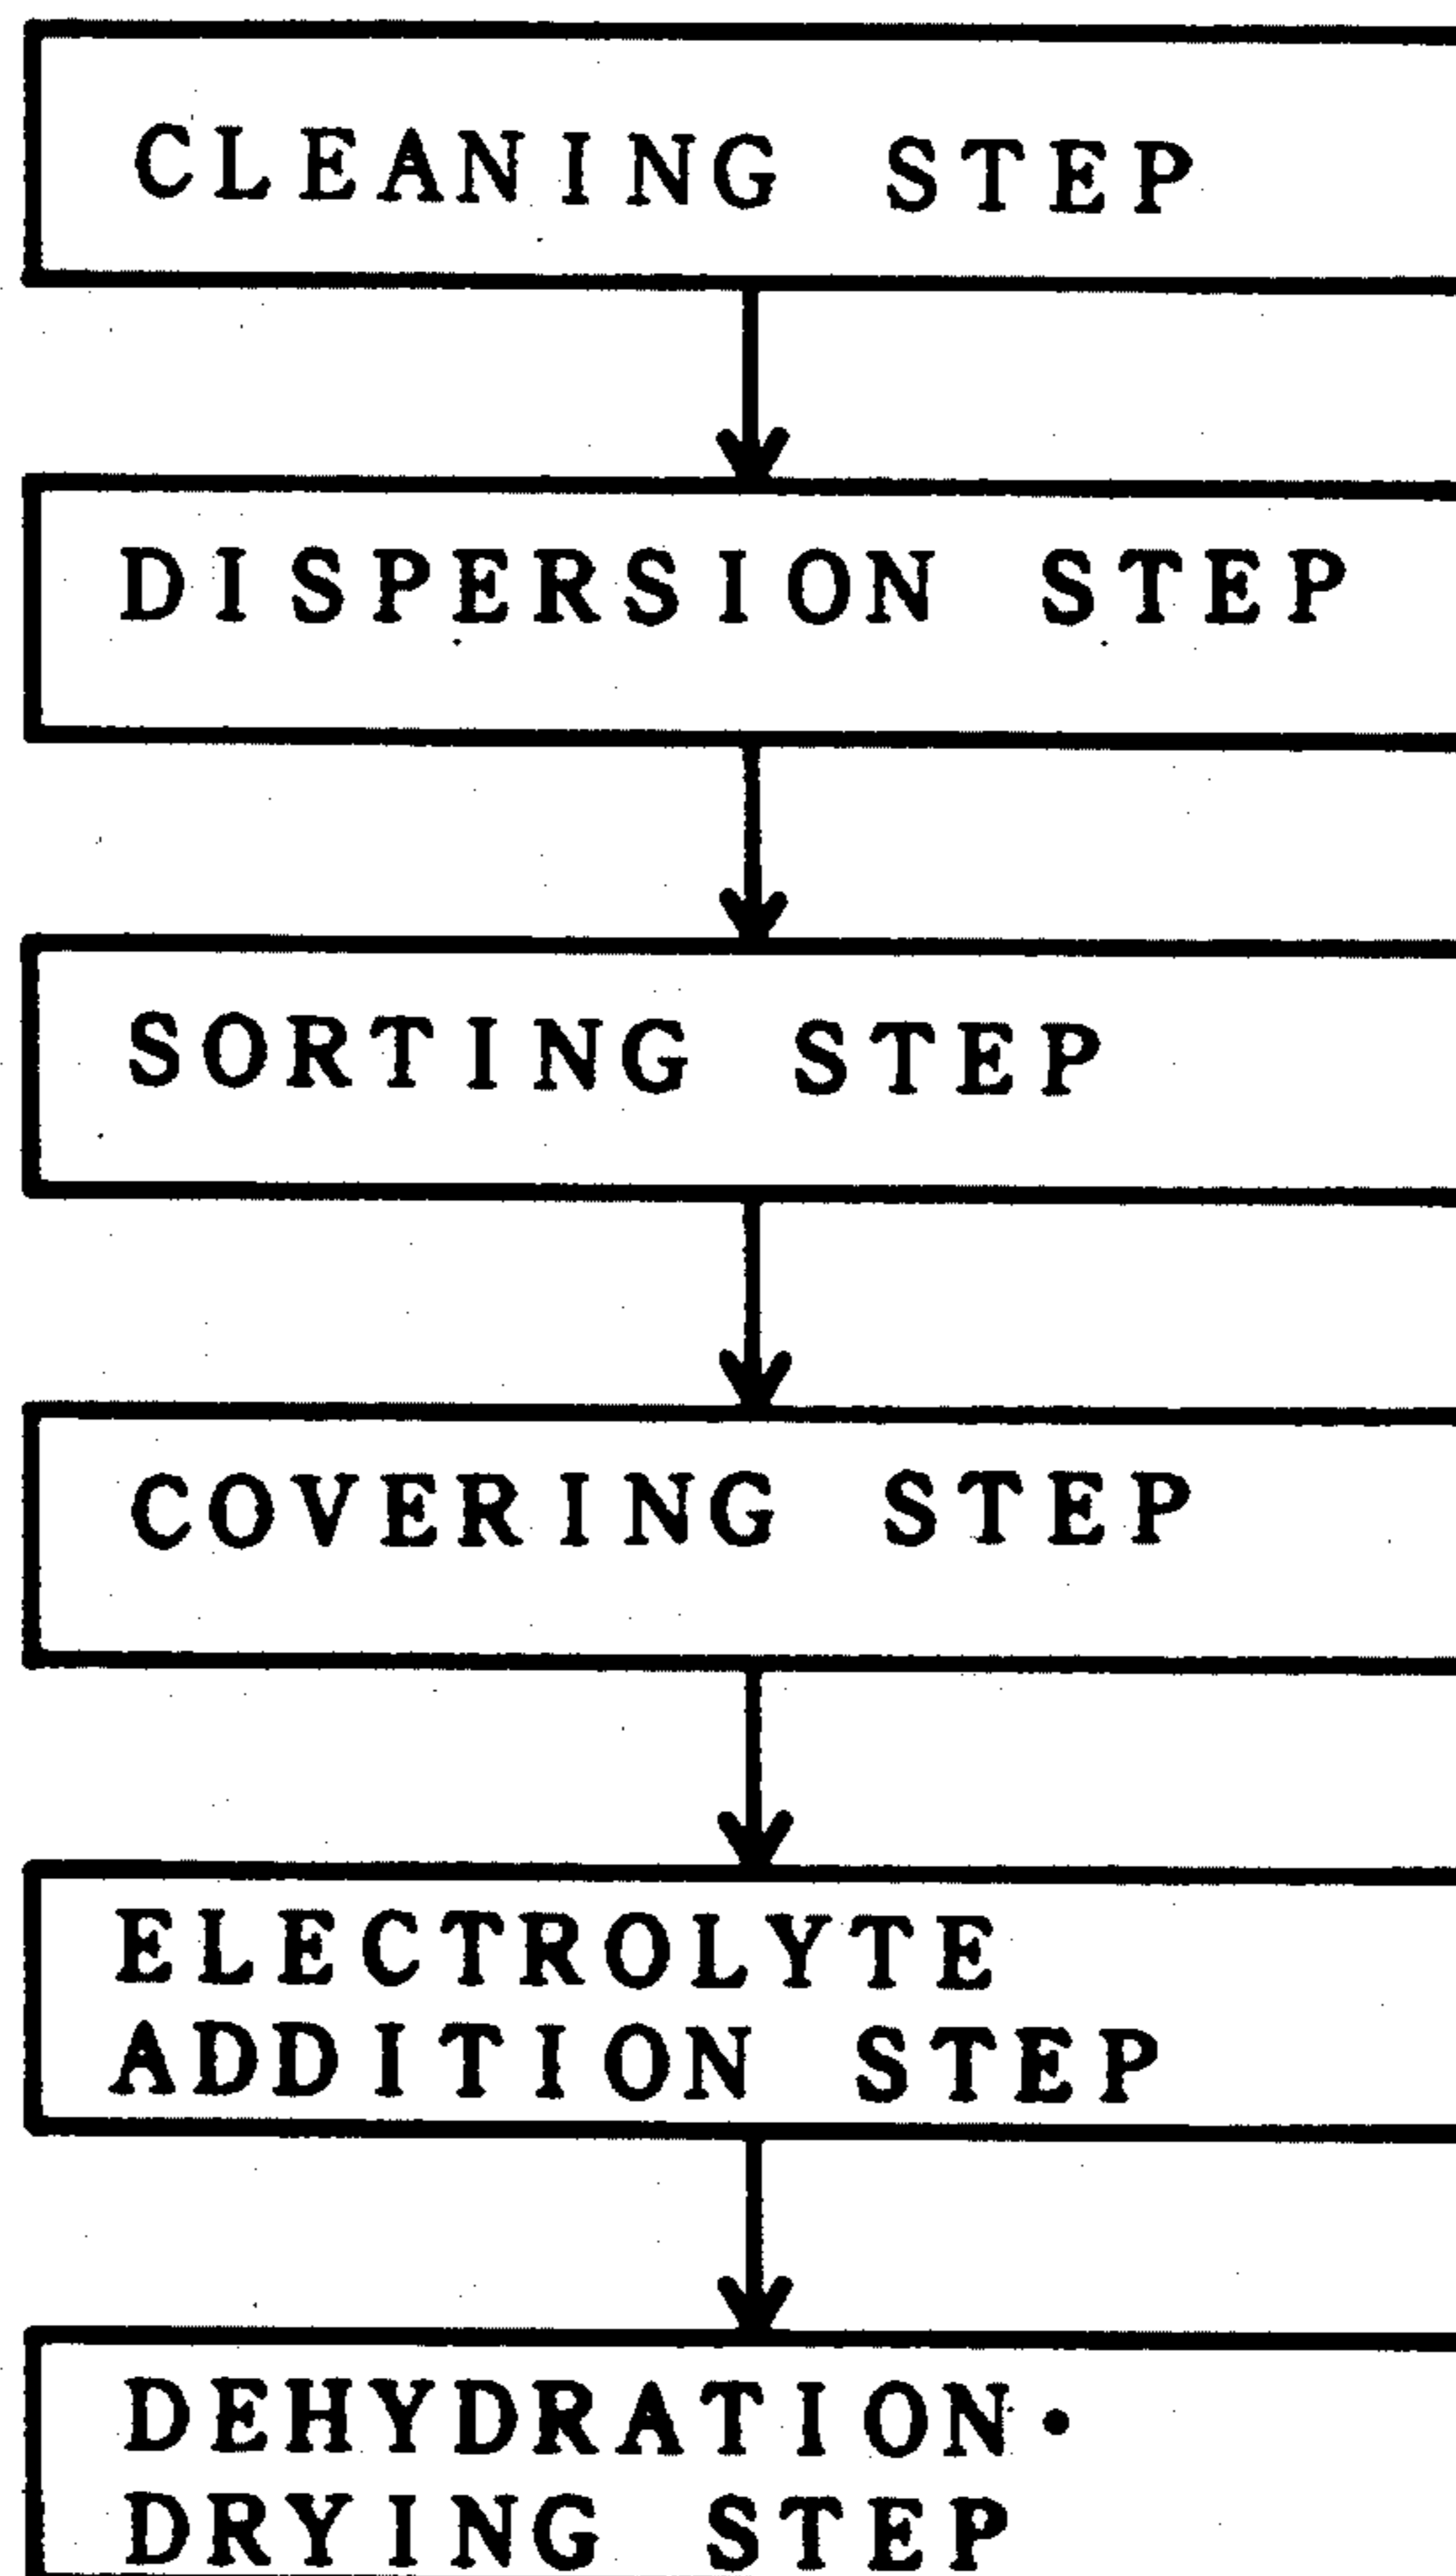 CLEANING STEP
DISPERSION STEP
SORTING STEP
COVERING STEP
ELECTROLYTE
ADDITION STEP
DEHYDRATION・
DRYING STEP